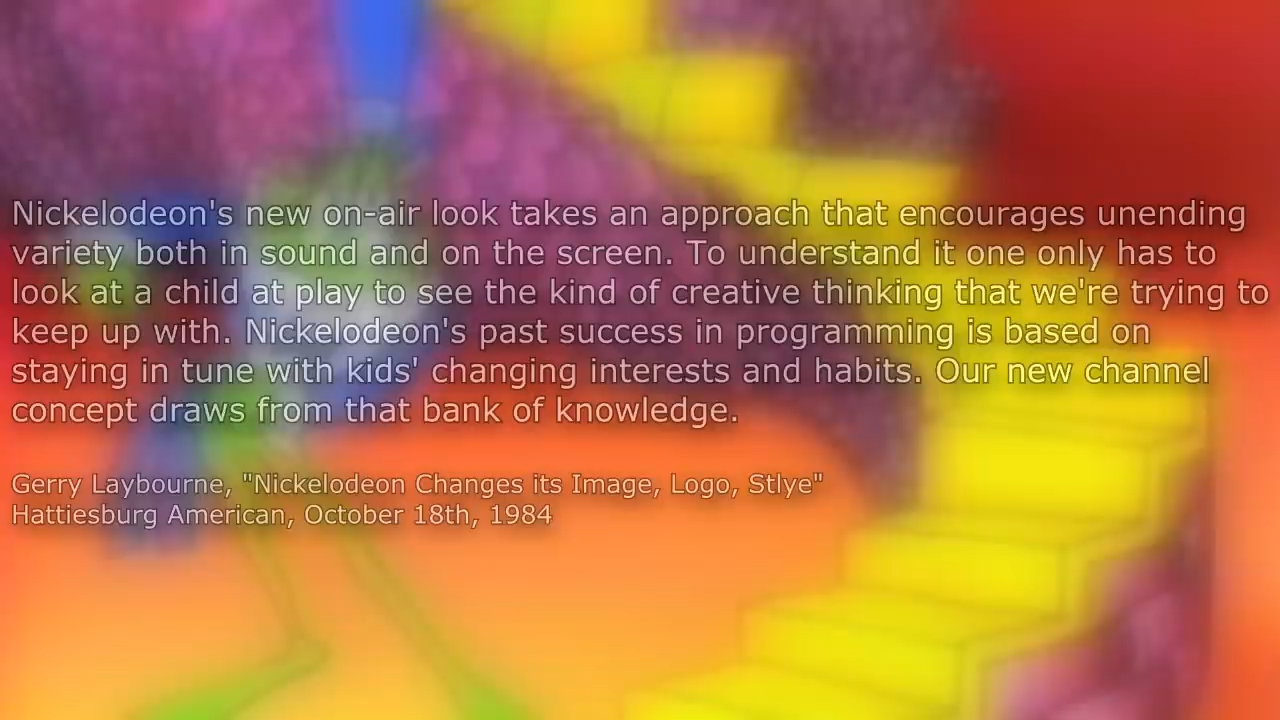 Nickelodeon's new on-air look takes an approach that encourages unending
variety both in sound and on the screen. To understand it one only has to
look at a child at play to see the kind of creative thinking that we're trying to
keep up with. Nickelodeon's past success in programming is based on
staying in tune with kids' changing interests and habits. Our new channel
concept draws from that bank of knowledge.
Gerry Laybourne, "Nickelodeon Changes its Image, Logo, Stlye"
Hattiesburg American, October 18th, 1984